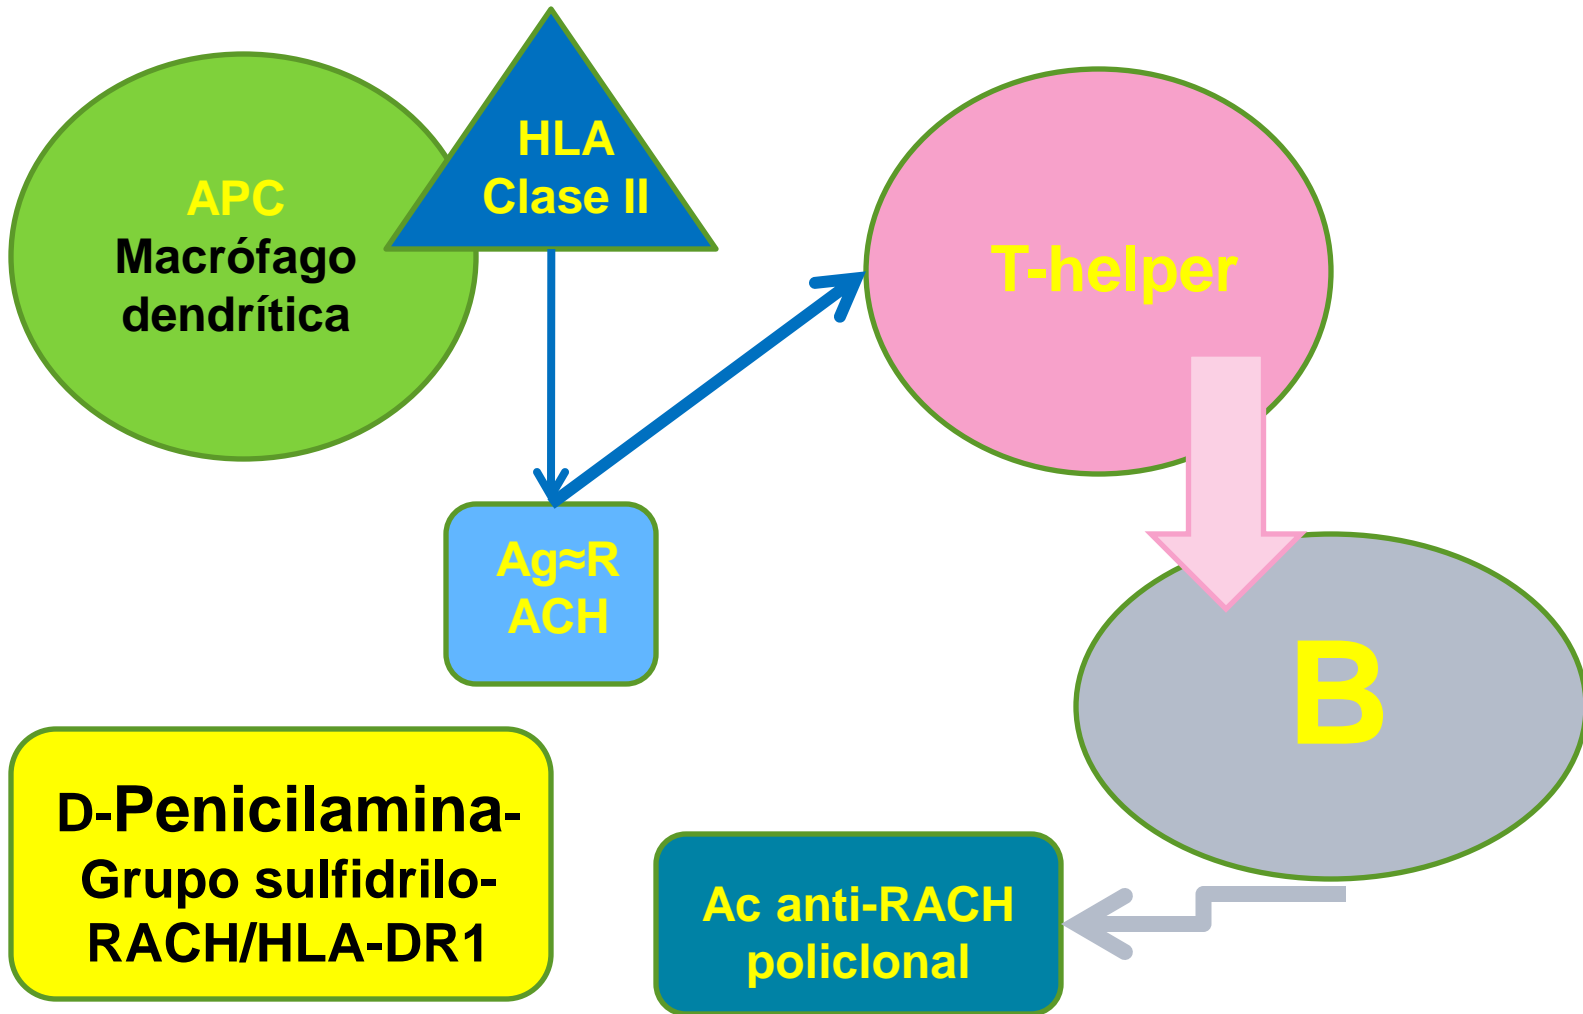 APC
Macrófago
dendrítica
HLA
Clase II
T-helper
Ag≈R
ACH
B
D-Penicilamina-
Grupo sulfidrilo-
RACH/HLA-DR1
Ac anti-RACH
policlonal